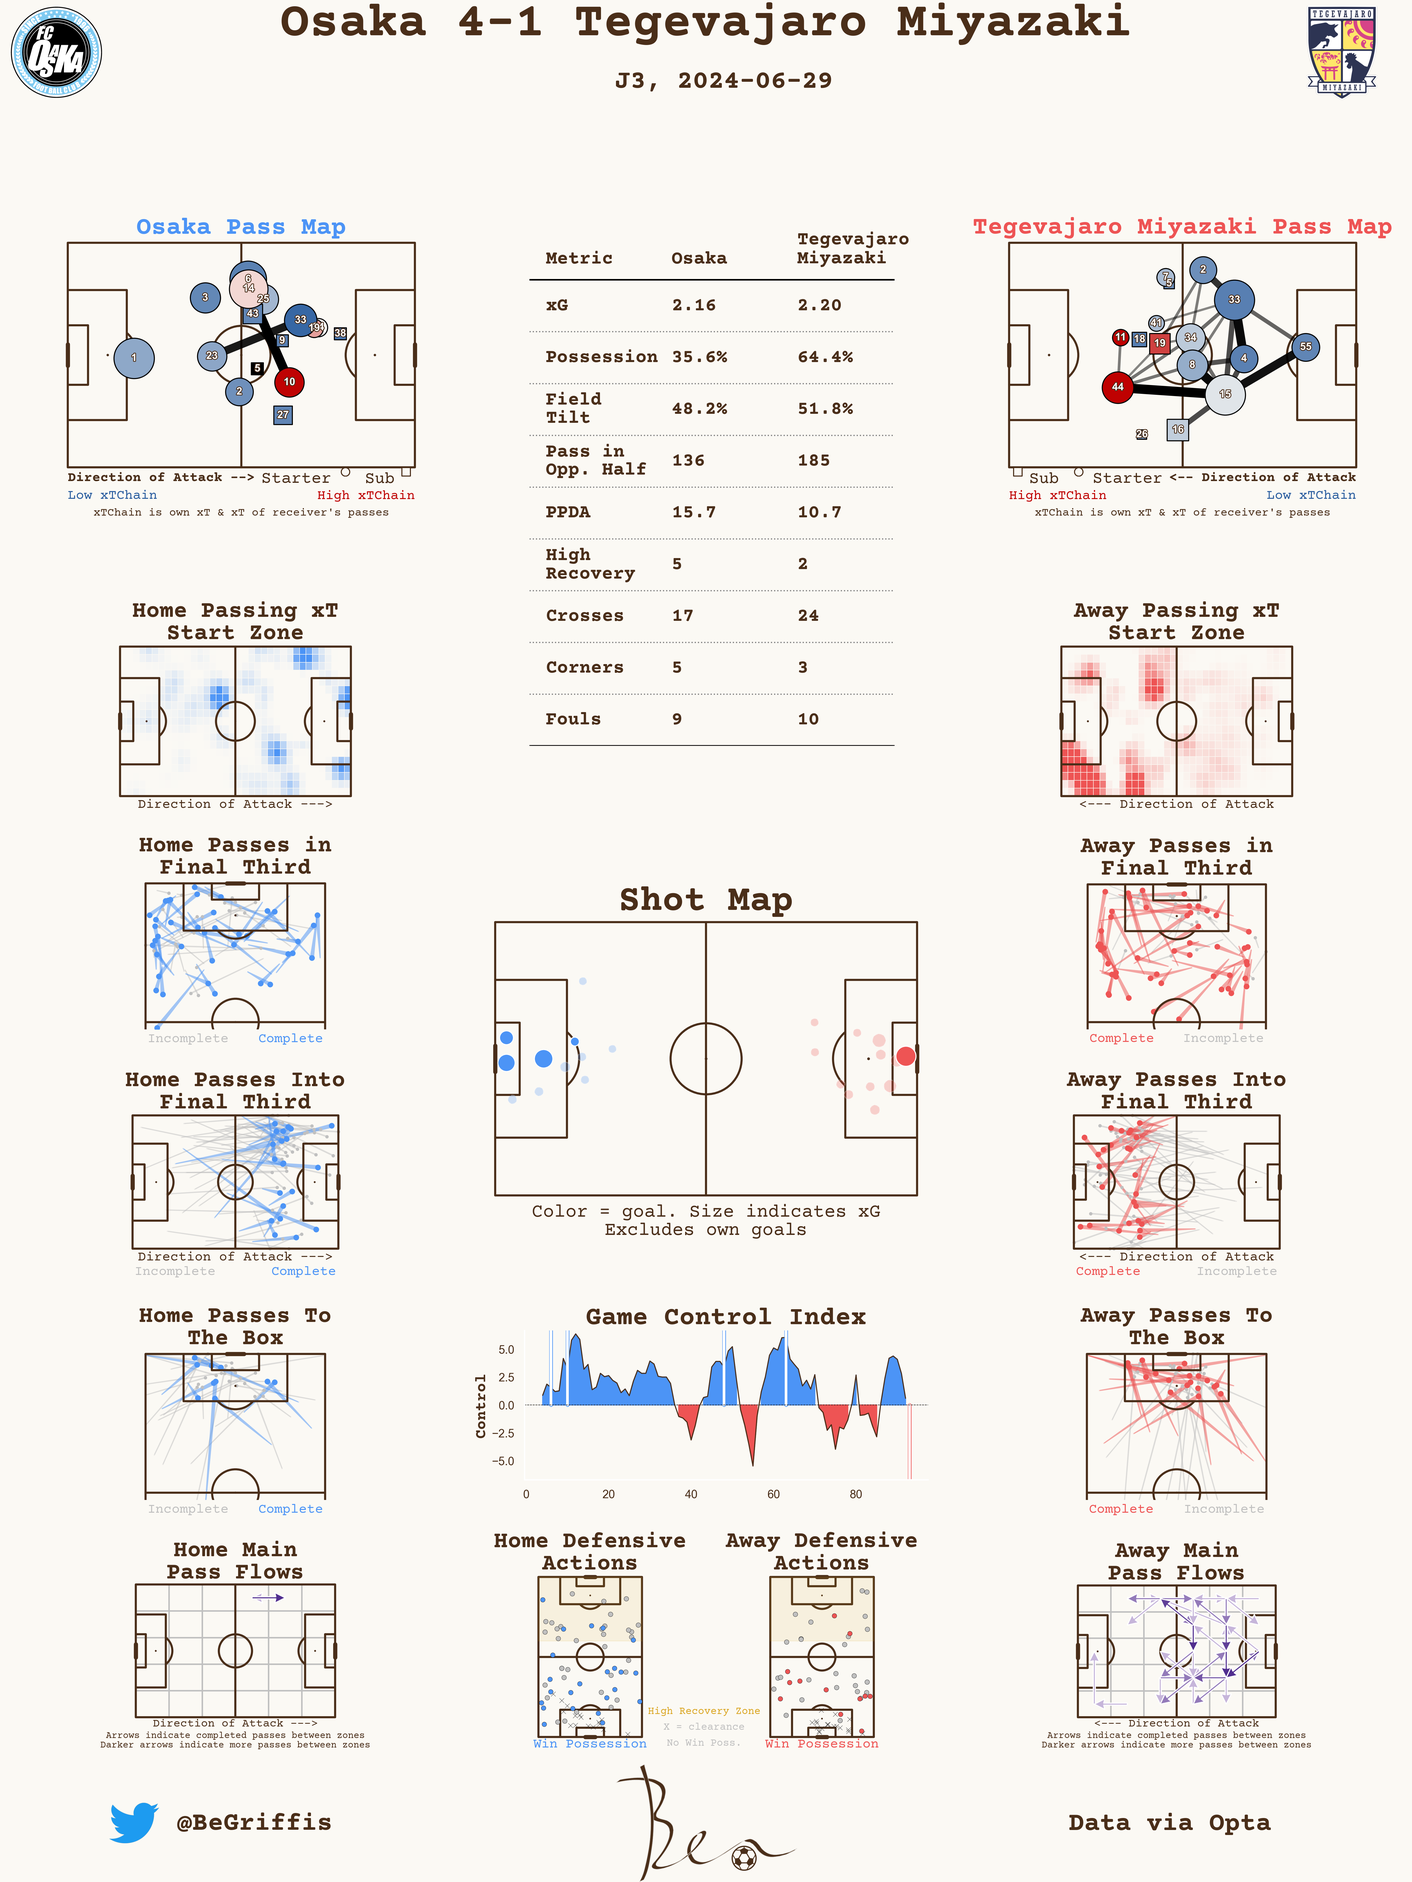 Osaka 4-1 Tegevajaro Miyazaki
J3, 2024-06-29
FC
OSAKA
TEGEVAJARO
MIYAZAKI
Osaka Pass Map
1
3
6
14
25
43
33
19
38
9
23
5
10
2
27
Direction of Attack --> Starter Sub
Low xTChain High xTChain
xTChain is own xT & xT of receiver's passes
Metric Osaka Tegevajaro
Miyazaki
xG 2.16 2.20
Possession 35.6% 64.4%
Field
Tilt 48.2% 51.8%
Pass in
Opp. Half 136 185
PPDA 15.7 10.7
High
Recovery 5 2
Crosses 17 24
Corners 5 3
Fouls 9 10
Tegevajaro Miyazaki Pass Map
7
5
2
33
41
11
18
19
34
4
55
8
44
15
16
26
Sub Starter <-- Direction of Attack
High xTChain Low xTChain
xTChain is own xT & xT of receiver's passes
Home Passing xT
Start Zone
Direction of Attack --->
Away Passing xT
Start Zone
<--- Direction of Attack
Home Passes in
Final Third
Incomplete Complete
Away Passes in
Final Third
Complete Incomplete
Shot Map
Color = goal. Size indicates xG
Excludes own goals
Home Passes Into
Final Third
Direction of Attack --->
Incomplete Complete
Away Passes Into
Final Third
<--- Direction of Attack
Complete Incomplete
Home Passes To
The Box
Incomplete Complete
Game Control Index
Control
5.0
2.5
0.0
−2.5
−5.0
0 20 40 60 80
Away Passes To
The Box
Complete Incomplete
Home Main
Pass Flows
Direction of Attack --->
Arrows indicate completed passes between zones
Darker arrows indicate more passes between zones
Home Defensive
Actions
Win Possession
High Recovery Zone
X = clearance
No Win Poss.
Away Defensive
Actions
Win Possession
Away Main
Pass Flows
<--- Direction of Attack
Arrows indicate completed passes between zones
Darker arrows indicate more passes between zones
@BeGriffis
Ben
Data via Opta